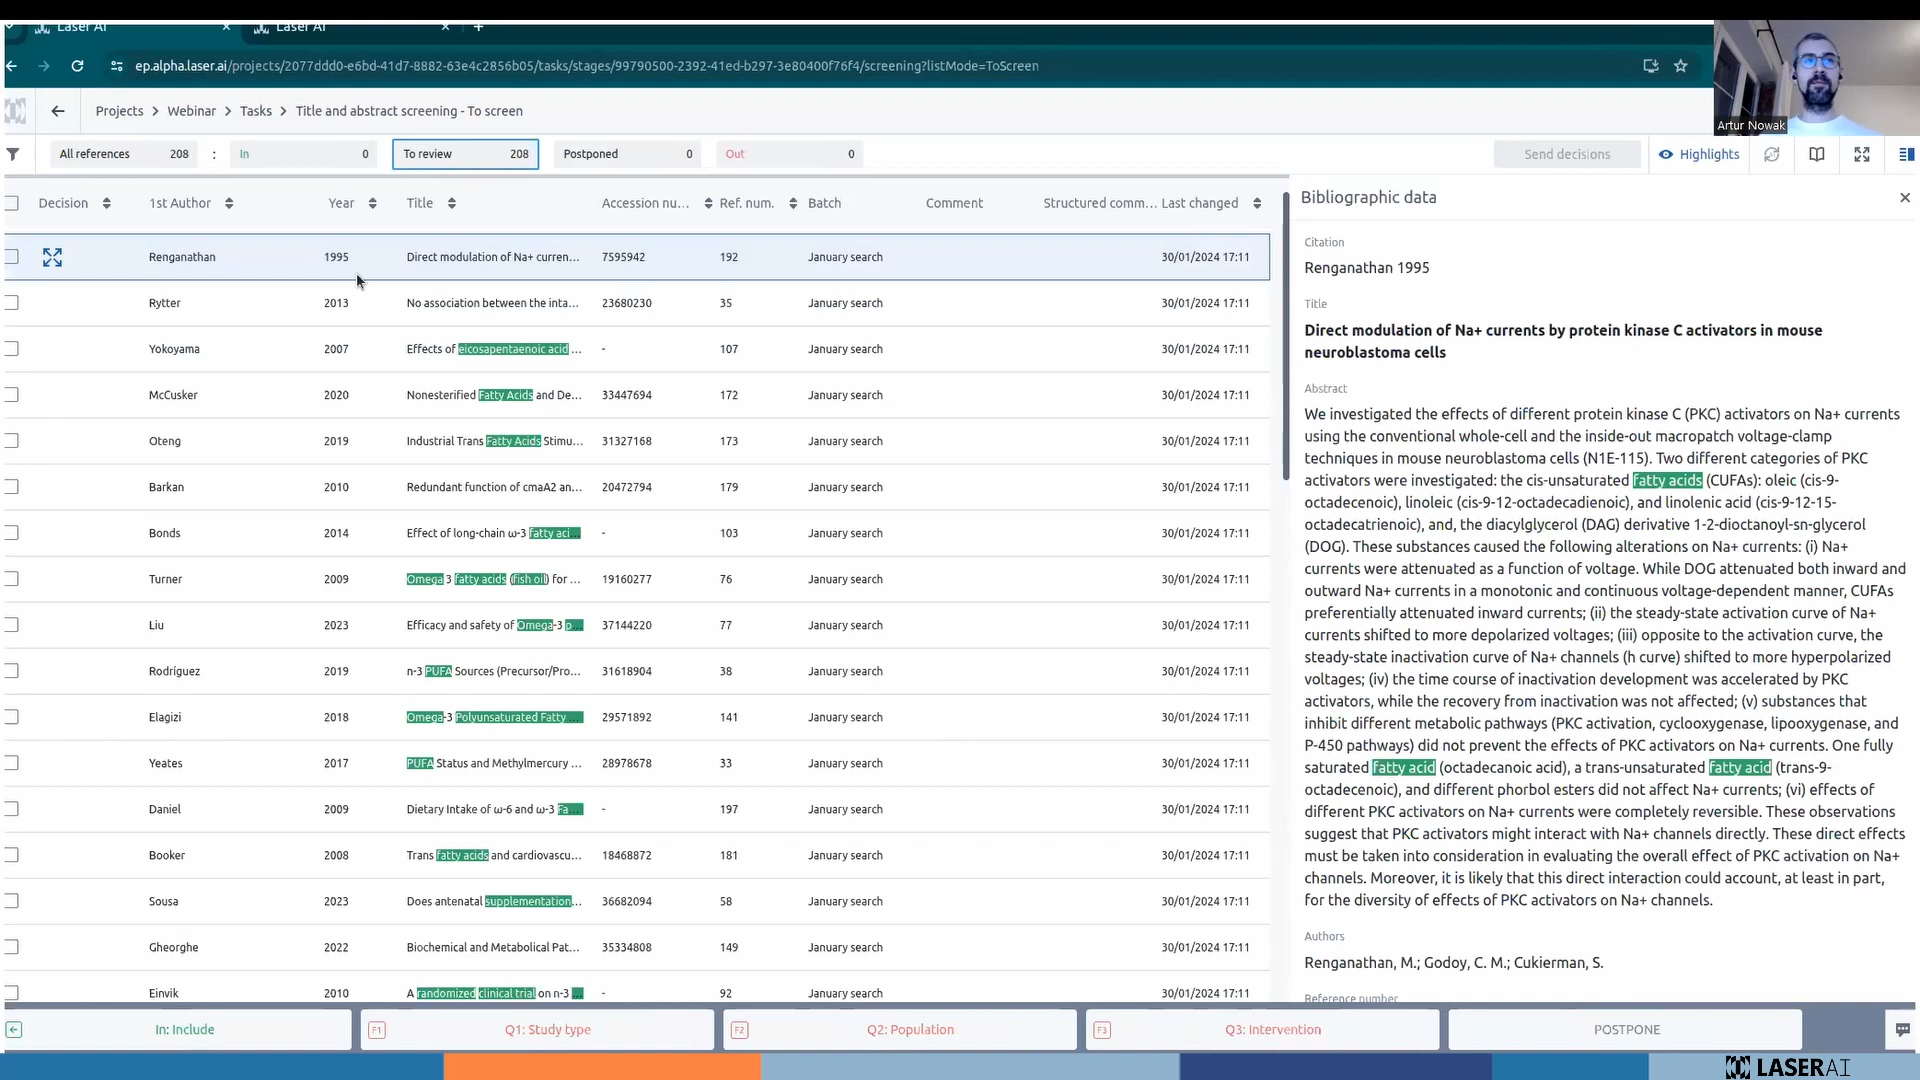 Laser AI
Laser AI
ep.alpha.laser.ai/projects/2077ddd0-e6bd-41d7-8882-63e4c2856b05/tasks/stages/99790500-2392-41ed-b297-3e80400f76f4/screening?listMode=ToScreen
Artur Nowak
Projects > Webinar > Tasks > Title and abstract screening - To screen
All references 208 : In 0 To review 208 Postponed 0 Out 0 Send decisions Highlights
Decision 1st Author Year Title Accession nu... Ref. num. Batch Comment Structured comm... Last changed
Renganathan 1995 Direct modulation of Na+ curren... 7595942 192 January search 30/01/2024 17:11
Rytter 2013 No association between the inta... 23680230 35 January search 30/01/2024 17:11
Yokoyama 2007 Effects of eicosapentaenoic acid ... - 107 January search 30/01/2024 17:11
McCusker 2020 Nonesterified Fatty Acids and De... 33447694 172 January search 30/01/2024 17:11
Oteng 2019 Industrial Trans Fatty Acids Stimu... 31327168 173 January search 30/01/2024 17:11
Barkan 2010 Redundant function of cmaA2 an... 20472794 179 January search 30/01/2024 17:11
Bonds 2014 Effect of long-chain ω-3 fatty aci... - 103 January search 30/01/2024 17:11
Turner 2009 Omega 3 fatty acids (fish oil) for ... 19160277 76 January search 30/01/2024 17:11
Liu 2023 Efficacy and safety of Omega-3 p... 37144220 77 January search 30/01/2024 17:11
Rodríguez 2019 n-3 PUFA Sources (Precursor/Pro... 31618904 38 January search 30/01/2024 17:11
Elagizi 2018 Omega-3 Polyunsaturated Fatty ... 29571892 141 January search 30/01/2024 17:11
Yeates 2017 PUFA Status and Methylmercury ... 28978678 33 January search 30/01/2024 17:11
Daniel 2009 Dietary Intake of ω-6 and ω-3 Fa... - 197 January search 30/01/2024 17:11
Booker 2008 Trans fatty acids and cardiovascu... 18468872 181 January search 30/01/2024 17:11
Sousa 2023 Does antenatal supplementation... 36682094 58 January search 30/01/2024 17:11
Gheorghe 2022 Biochemical and Metabolical Pat... 35334808 149 January search 30/01/2024 17:11
Einvik 2010 A randomized clinical trial on n-3 ... - 92 January search 30/01/2024 17:11
Bibliographic data
Citation
Renganathan 1995
Title
Direct modulation of Na+ currents by protein kinase C activators in mouse
neuroblastoma cells
Abstract
We investigated the effects of different protein kinase C (PKC) activators on Na+ currents
using the conventional whole-cell and the inside-out macropatch voltage-clamp
techniques in mouse neuroblastoma cells (N1E-115). Two different categories of PKC
activators were investigated: the cis-unsaturated fatty acids (CUFAs): oleic (cis-9-
octadecenoic), linoleic (cis-9-12-octadecadienoic), and linolenic acid (cis-9-12-15-
octadecatrienoic), and, the diacylglycerol (DAG) derivative 1-2-dioctanoyl-sn-glycerol
(DOG). These substances caused the following alterations on Na+ currents: (i) Na+
currents were attenuated as a function of voltage. While DOG attenuated both inward and
outward Na+ currents in a monotonic and continuous voltage-dependent manner, CUFAs
preferentially attenuated inward currents; (ii) the steady-state activation curve of Na+
currents shifted to more depolarized voltages; (iii) opposite to the activation curve, the
steady-state inactivation curve of Na+ channels (h curve) shifted to more hyperpolarized
voltages; (iv) the time course of inactivation development was accelerated by PKC
activators, while the recovery from inactivation was not affected; (v) substances that
inhibit different metabolic pathways (PKC activation, cyclooxygenase, lipooxygenase, and
P-450 pathways) did not prevent the effects of PKC activators on Na+ currents. One fully
saturated fatty acid (octadecanoic acid), a trans-unsaturated fatty acid (trans-9-
octadecenoic), and different phorbol esters did not affect Na+ currents; (vi) effects of
different PKC activators on Na+ currents were completely reversible. These observations
suggest that PKC activators might interact with Na+ channels directly. These direct effects
must be taken into consideration in evaluating the overall effect of PKC activation on Na+
channels. Moreover, it is likely that this direct interaction could account, at least in part,
for the diversity of effects of PKC activators on Na+ channels.
Authors
Renganathan, M.; Godoy, C. M.; Cukierman, S.
Reference number
In: Include F1 Q1: Study type F2 Q2: Population F3 Q3: Intervention POSTPONE
LASERAI